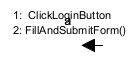 1:  ClickLoginButton
a
2: FillAndSubmitForm()